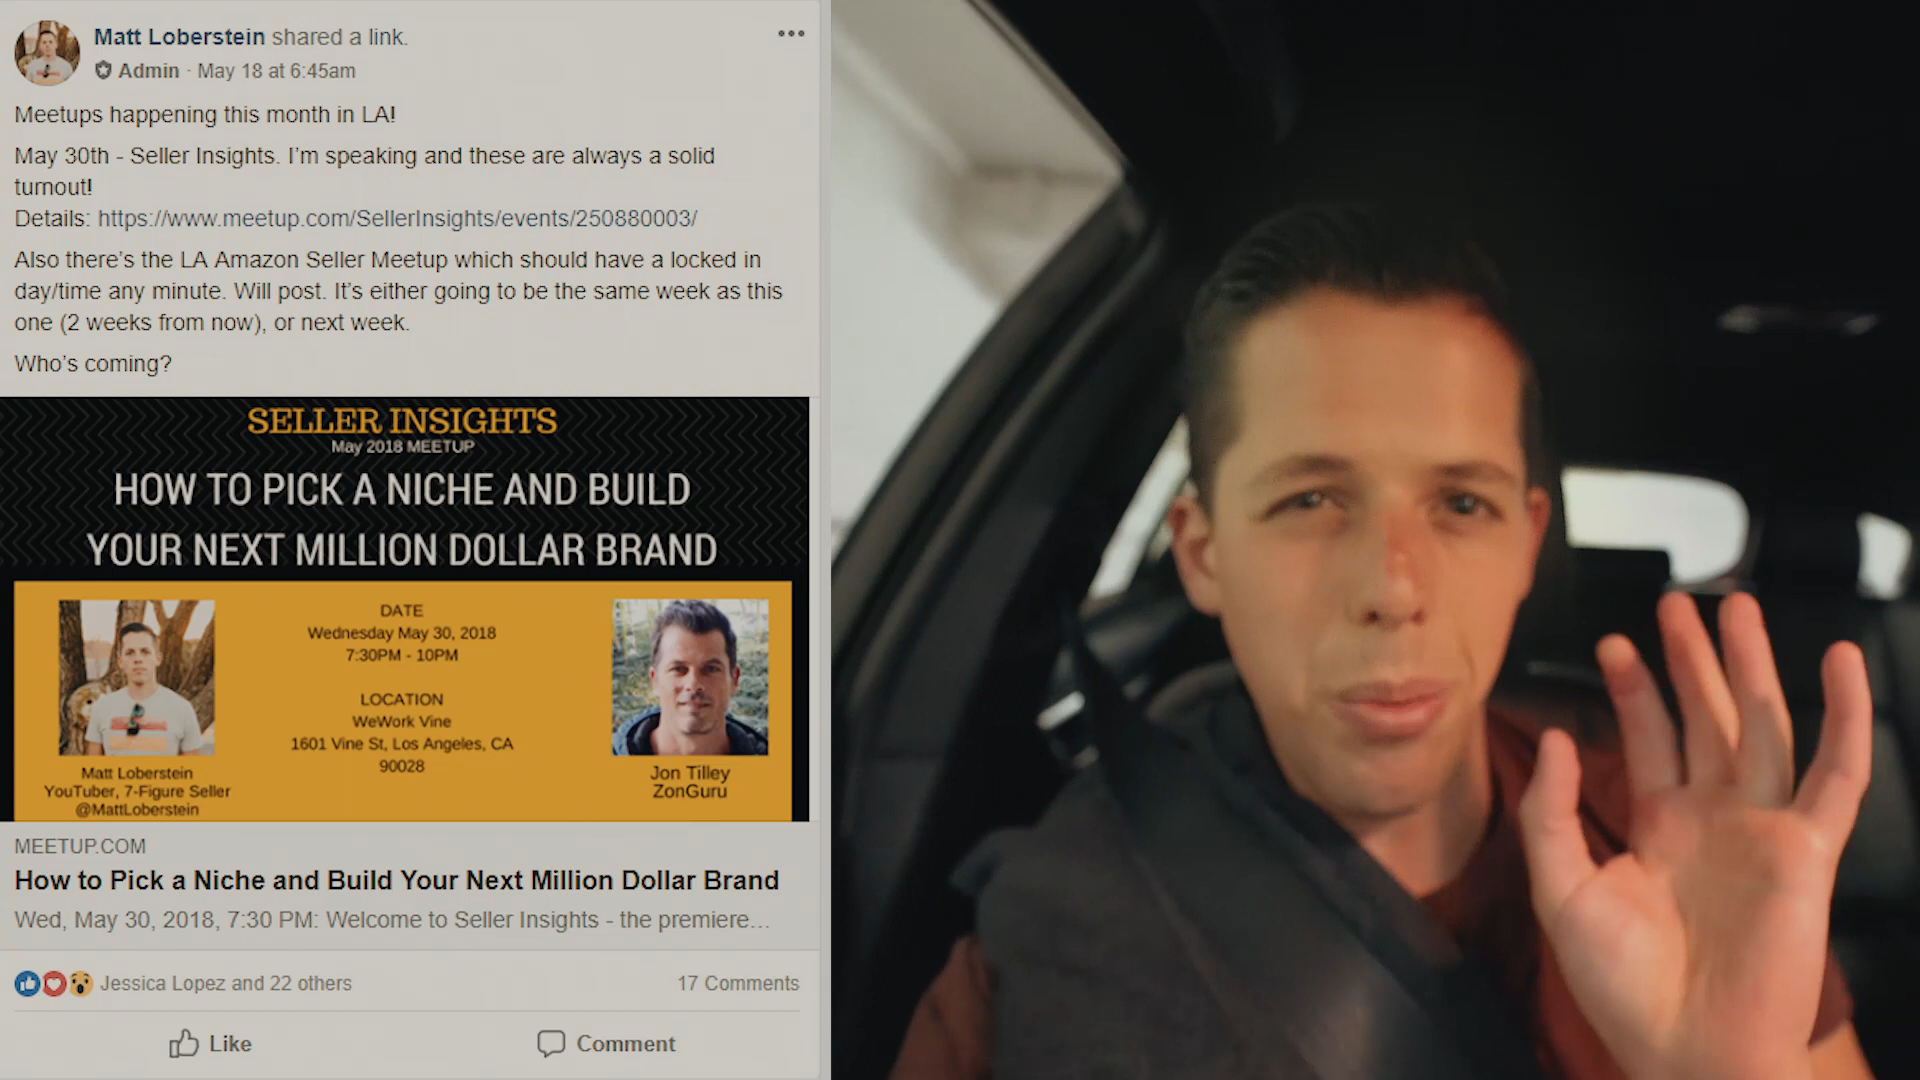 Matt Loberstein shared a link.
Admin · May 18 at 6:45am
Meetups happening this month in LA!
May 30th - Seller Insights. I'm speaking and these are always a solid
turnout!
Details: https://www.meetup.com/SellerInsights/events/250880003/
Also there's the LA Amazon Seller Meetup which should have a locked in
day/time any minute. Will post. It's either going to be the same week as this
one (2 weeks from now), or next week.
Who's coming?
SELLER INSIGHTS
May 2018 MEETUP
HOW TO PICK A NICHE AND BUILD
YOUR NEXT MILLION DOLLAR BRAND
DATE
Wednesday May 30, 2018
7:30PM - 10PM
LOCATION
WeWork Vine
1601 Vine St, Los Angeles, CA
90028
Matt Loberstein
YouTuber, 7-Figure Seller
@MattLoberstein
Jon Tilley
ZonGuru
MEETUP.COM
How to Pick a Niche and Build Your Next Million Dollar Brand
Wed, May 30, 2018, 7:30 PM: Welcome to Seller Insights - the premiere...
Jessica Lopez and 22 others
17 Comments
Like
Comment